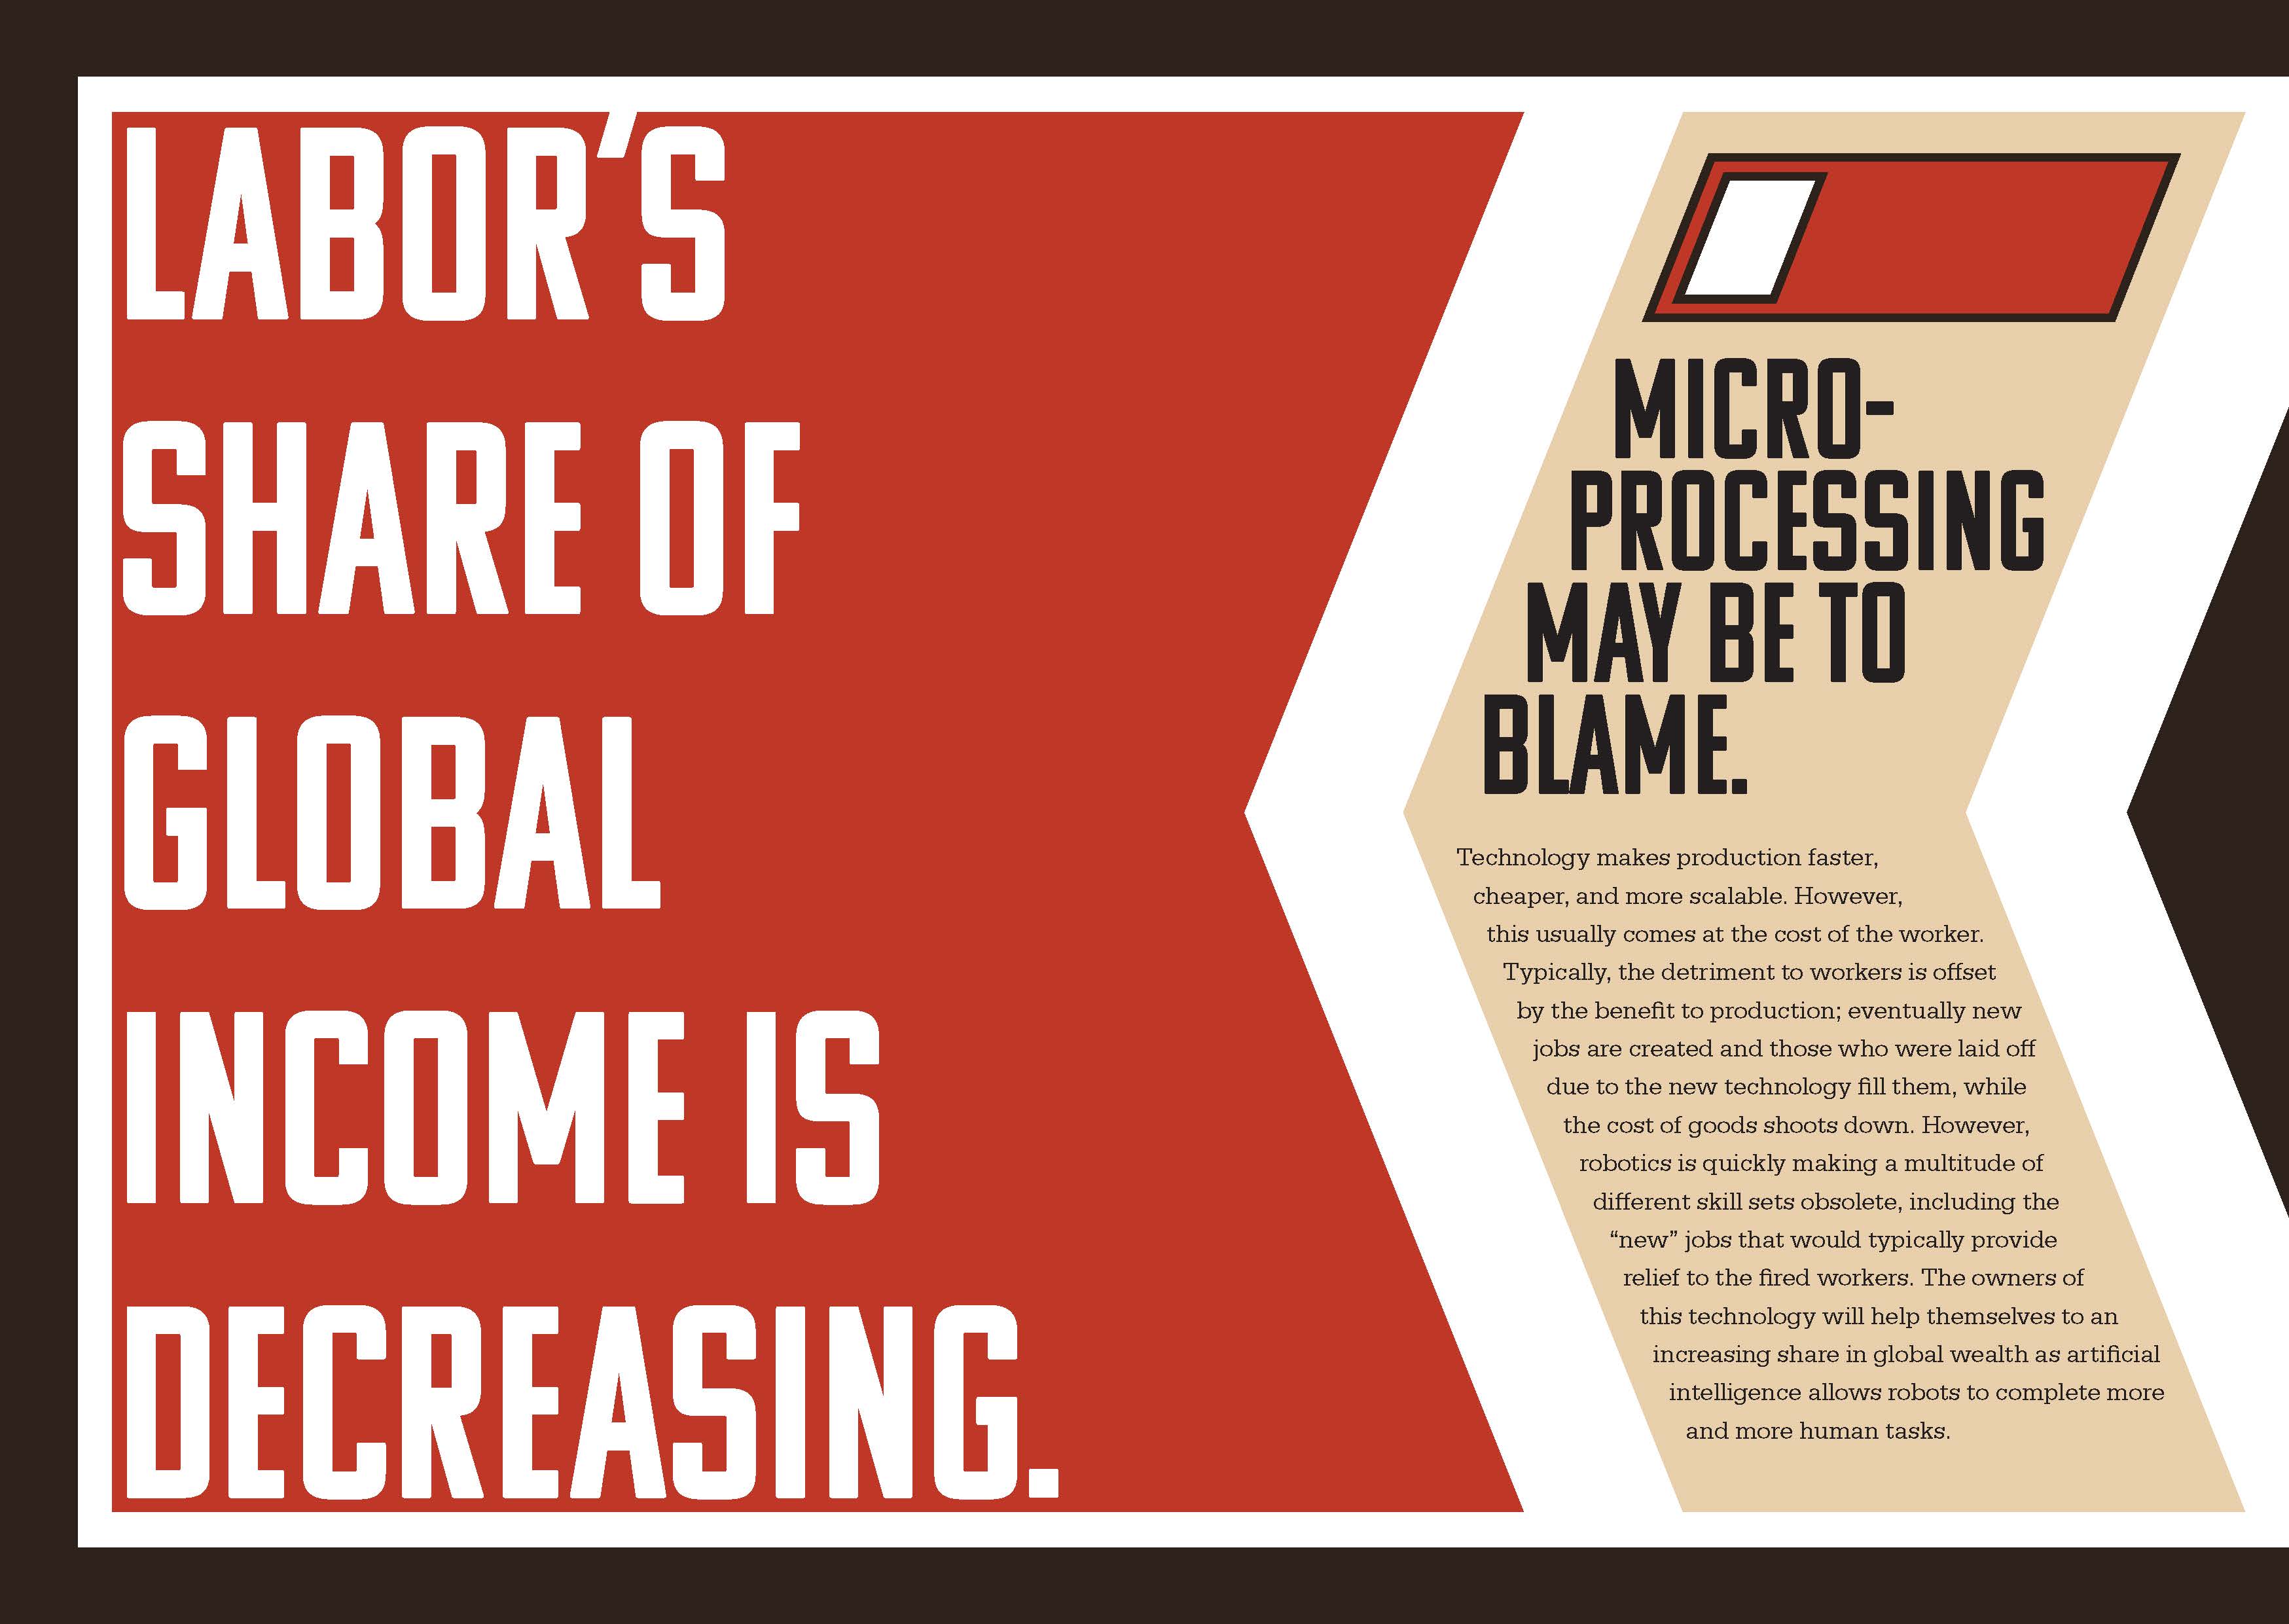 LABOR’S
SHARE OF
GLOBAL
INCOME IS
DECREASING.
MICRO-
PROCESSING
MAY BE TO
BLAME.
Technology makes production faster,
cheaper, and more scalable. However,
this usually comes at the cost of the worker.
Typically, the detriment to workers is offset
by the benefit to production; eventually new
jobs are created and those who were laid off
due to the new technology fill them, while
the cost of goods shoots down. However,
robotics is quickly making a multitude of
different skill sets obsolete, including the
“new” jobs that would typically provide
relief to the fired workers. The owners of
this technology will help themselves to an
increasing share in global wealth as artificial
intelligence allows robots to complete more
and more human tasks.